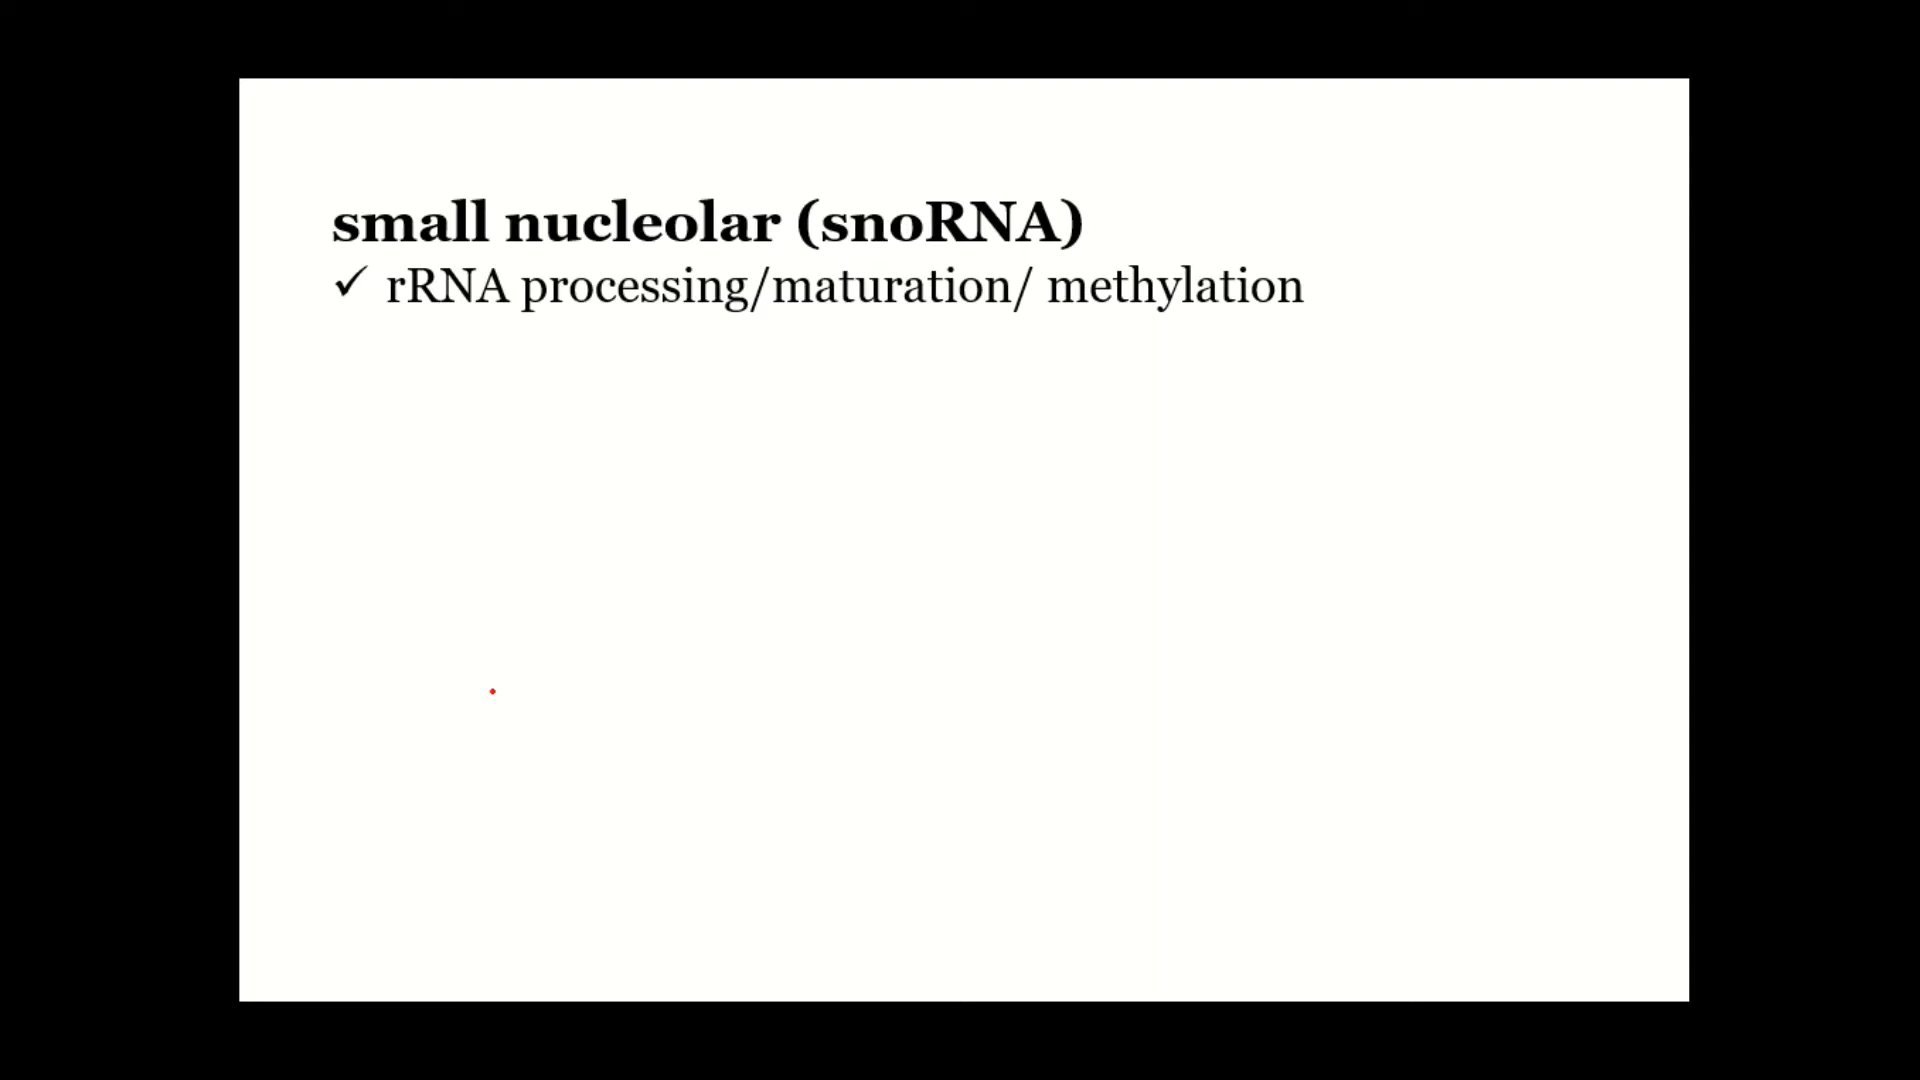 small nucleolar (snoRNA)
✓ rRNA processing/maturation/ methylation